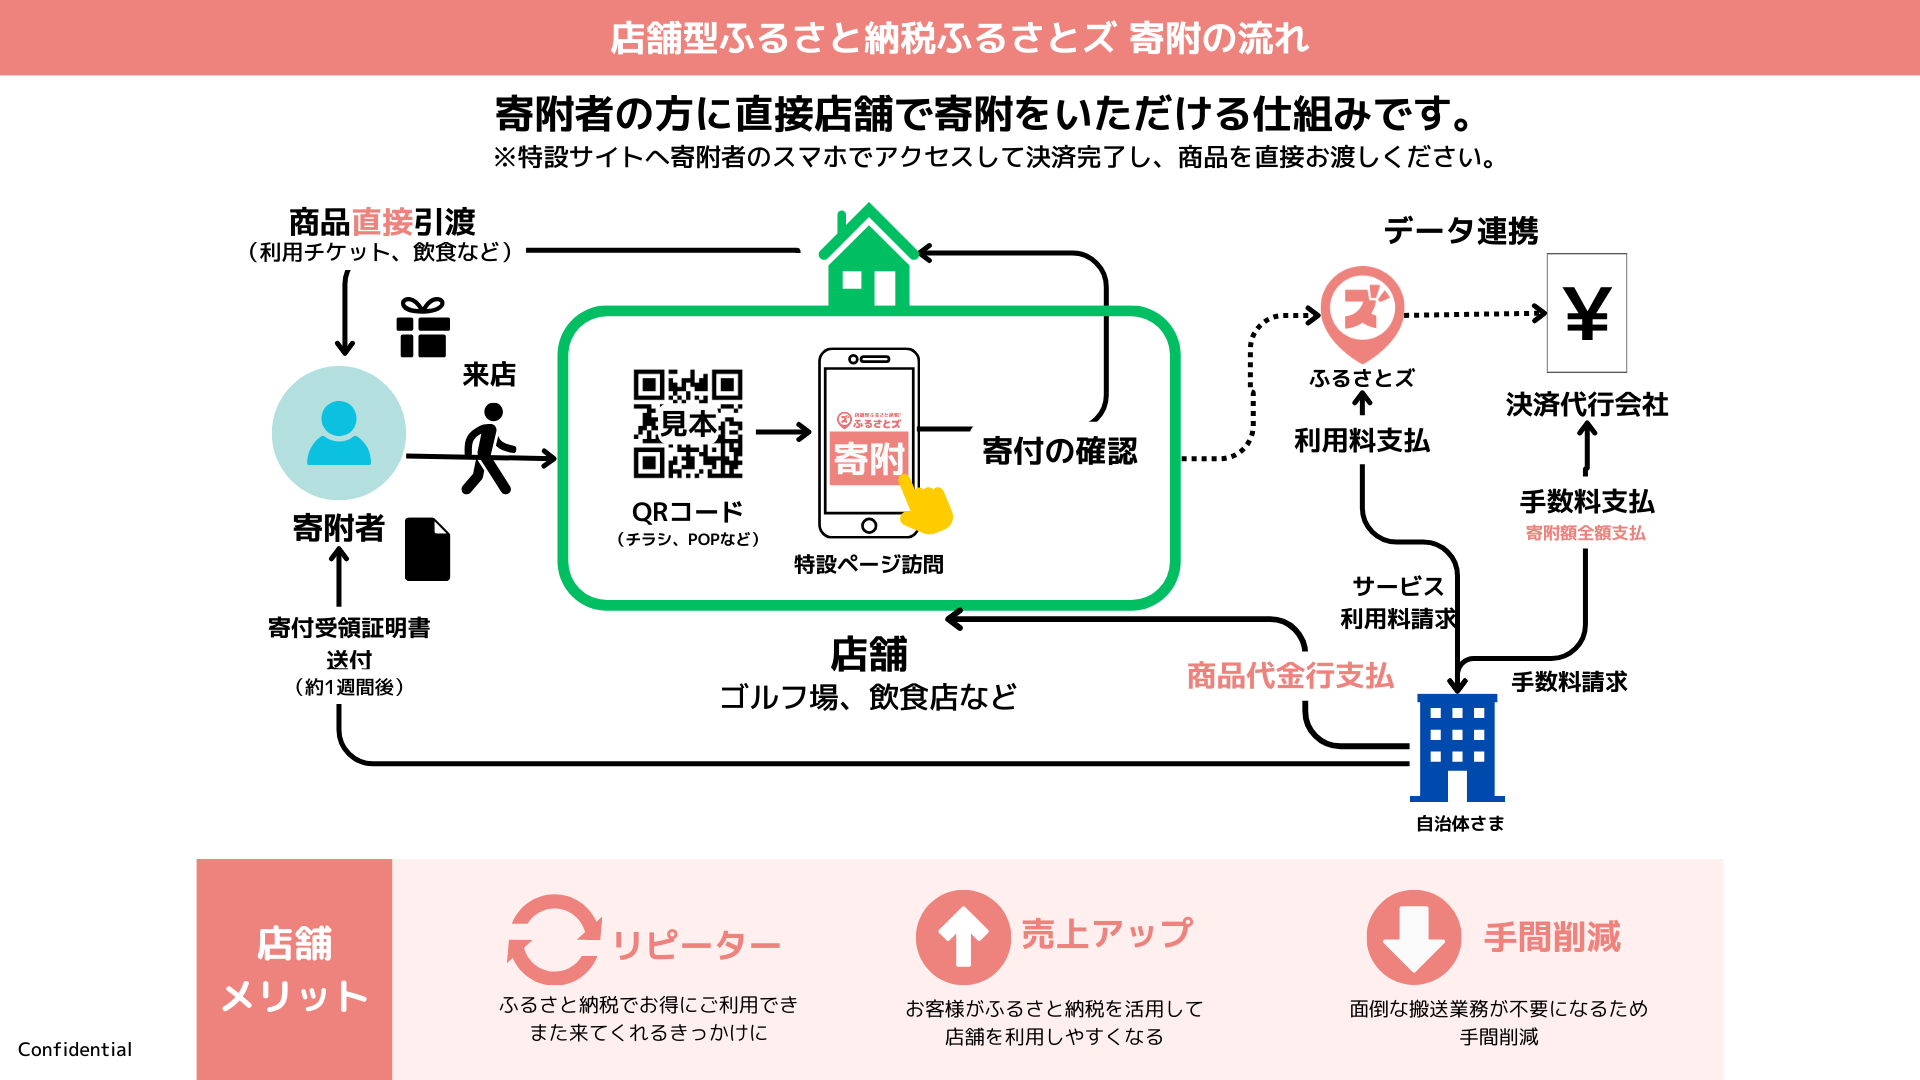 店舗型ふるさと納税ふるさとズ 寄附の流れ
寄附者の方に直接店舗で寄附をいただける仕組みです。
※特設サイトへ寄附者のスマホでアクセスして決済完了し、商品を直接お渡しください。
商品直接引渡
（利用チケット、飲食など）
来店
寄附者
寄付受領証明書
送付
（約1週間後）
見本
QRコード
（チラシ、POPなど）
店舗型ふるさと納税
ふるさとズ
寄附
特設ページ訪問
寄付の確認
店舗
ゴルフ場、飲食店など
データ連携
ズ
ふるさとズ
¥
決済代行会社
利用料支払
手数料支払
寄附額全額支払
サービス
利用料請求
手数料請求
商品代金行支払
自治体さま
店舗
メリット
リピーター
ふるさと納税でお得にご利用でき
また来てくれるきっかけに
売上アップ
お客様がふるさと納税を活用して
店舗を利用しやすくなる
手間削減
面倒な搬送業務が不要になるため
手間削減
Confidential